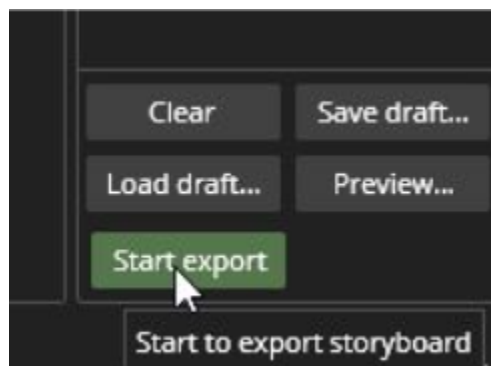 Clear Save draft...
Load draft... Preview...
Start export
Start to export storyboard